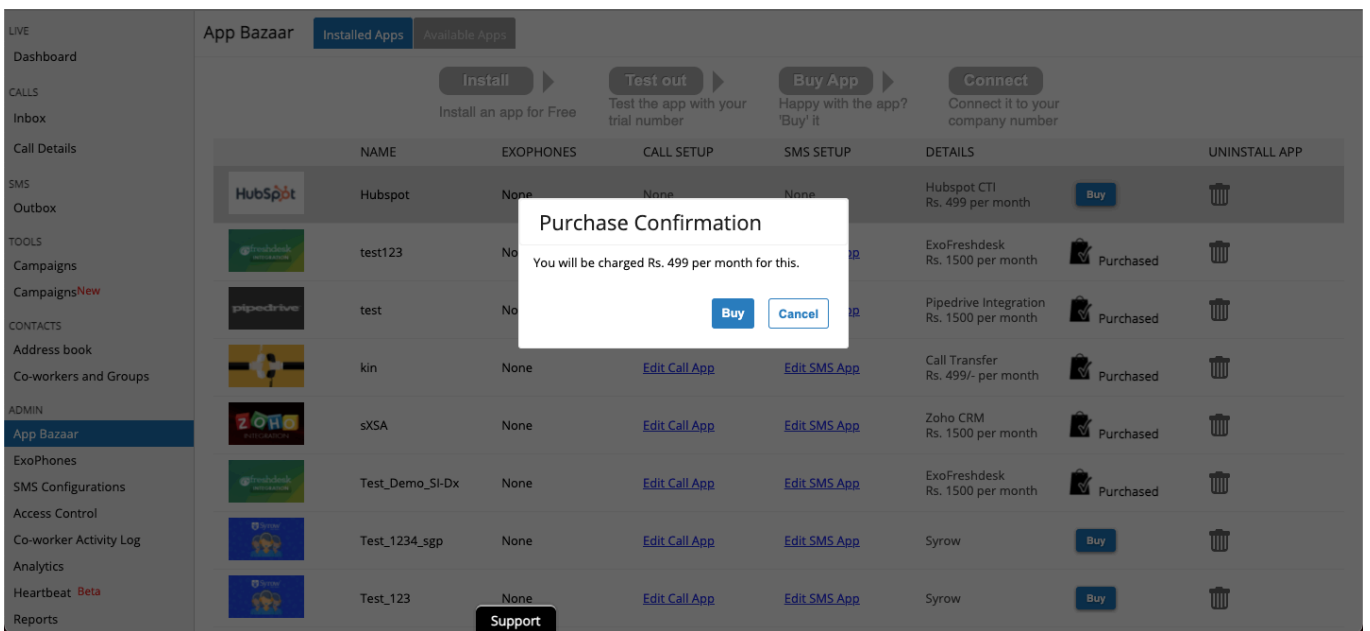 LIVE
Dashboard
CALLS
Inbox
Call Details
SMS
Outbox
TOOLS
Campaigns
CampaignsNew
CONTACTS
Address book
Co-workers and Groups
ADMIN
App Bazaar
ExoPhones
SMS Configurations
Access Control
Co-worker Activity Log
Analytics
Heartbeat Beta
Reports
App Bazaar Installed Apps Available Apps
Install Test out Buy App Connect
Install an app for Free
Test the app with your
trial number
Happy with the app?
'Buy' it
Connect it to your
company number
NAME EXOPHONES CALL SETUP SMS SETUP DETAILS UNINSTALL APP
HubSpot Hubspot None None None Hubspot CTI
Rs. 499 per month Buy
Purchase Confirmation
You will be charged Rs. 499 per month for this.
Buy Cancel
freshdesk test123 No pp ExoFreshdesk
Rs. 1500 per month Purchased
pipedrive test No pp Pipedrive Integration
Rs. 1500 per month Purchased
kin None Edit Call App Edit SMS App Call Transfer
Rs. 499/- per month Purchased
ZOHO
INTEGRATION
sXSA None Edit Call App Edit SMS App Zoho CRM
Rs. 1500 per month Purchased
freshdesk Test_Demo_SI-Dx None Edit Call App Edit SMS App ExoFreshdesk
Rs. 1500 per month Purchased
Test_1234_sgp None Edit Call App Edit SMS App Syrow Buy
Test_123 None Edit Call App Edit SMS App Syrow Buy
Support